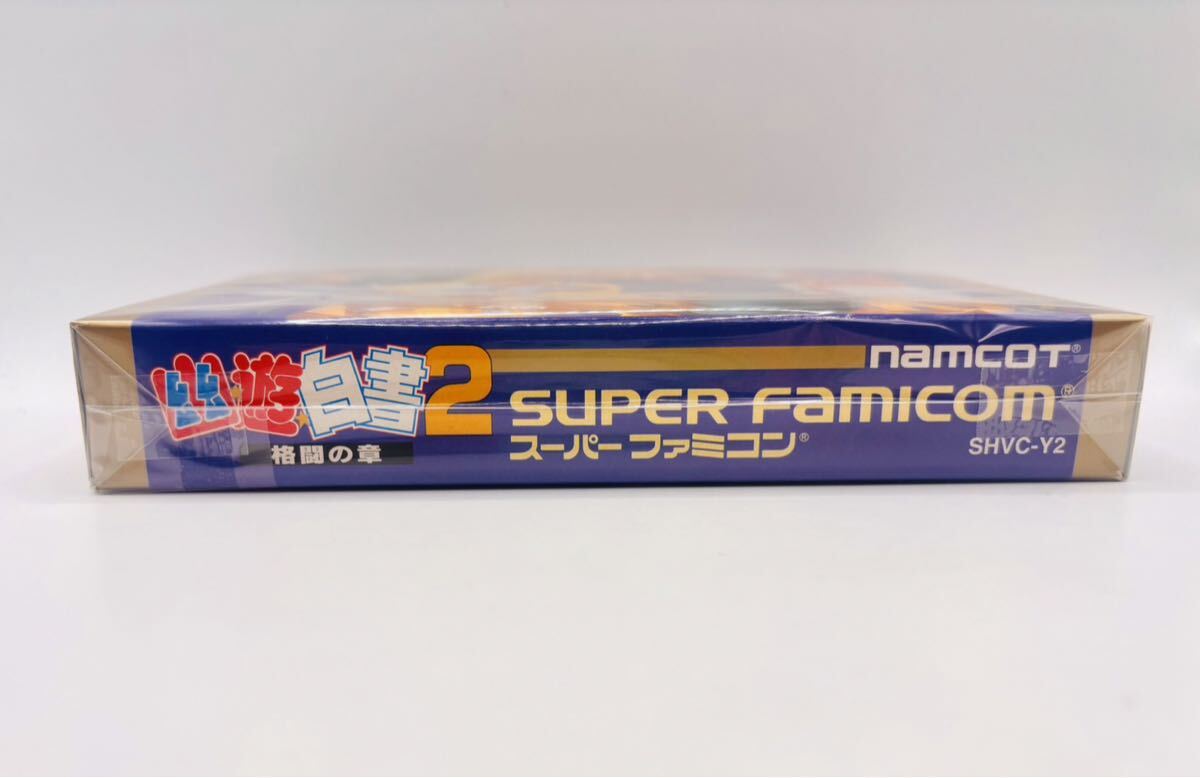 幽遊白書2
格闘の章
namcot®
SUPER Famicom®
スーパーファミコン®
SHVC-Y2